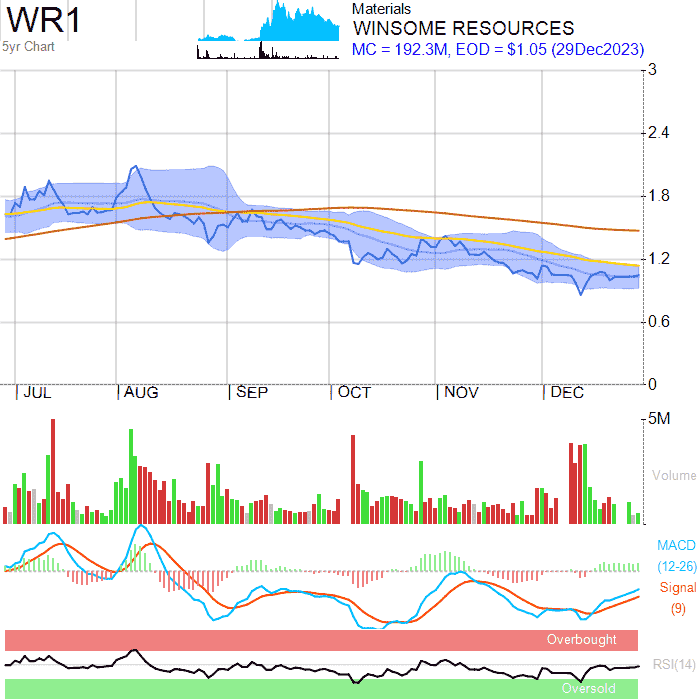 WR1
5yr Chart
Materials
WINSOME RESOURCES
MC = 192.3M, EOD = $1.05 (29Dec2023)
3
2.4
1.8
1.2
0.6
0
JUL AUG SEP OCT NOV DEC
5M
Volume
MACD
(12-26)
Signal
(9)
Overbought
RSI(14)
Oversold